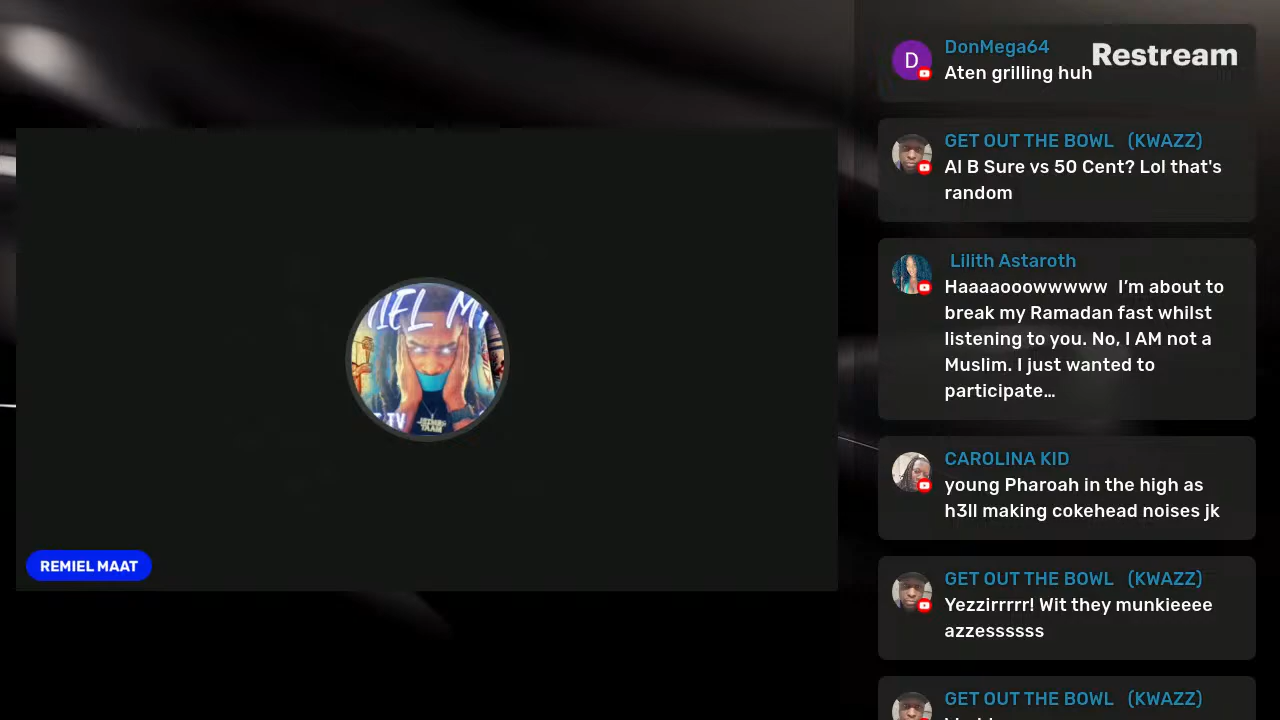 DonMega64
Restream
D
Aten grilling huh
GET OUT THE BOWL (KWAZZ)
Al B Sure vs 50 Cent? Lol that's
random
Lilith Astaroth
Haaaaooowwwww I’m about to
break my Ramadan fast whilst
listening to you. No, I AM not a
Muslim. I just wanted to
participate…
CAROLINA KID
young Pharoah in the high as
h3ll making cokehead noises jk
GET OUT THE BOWL (KWAZZ)
Yezzirrrrr! Wit they munkieeee
azzessssss
GET OUT THE BOWL (KWAZZ)
REMIEL MAAT